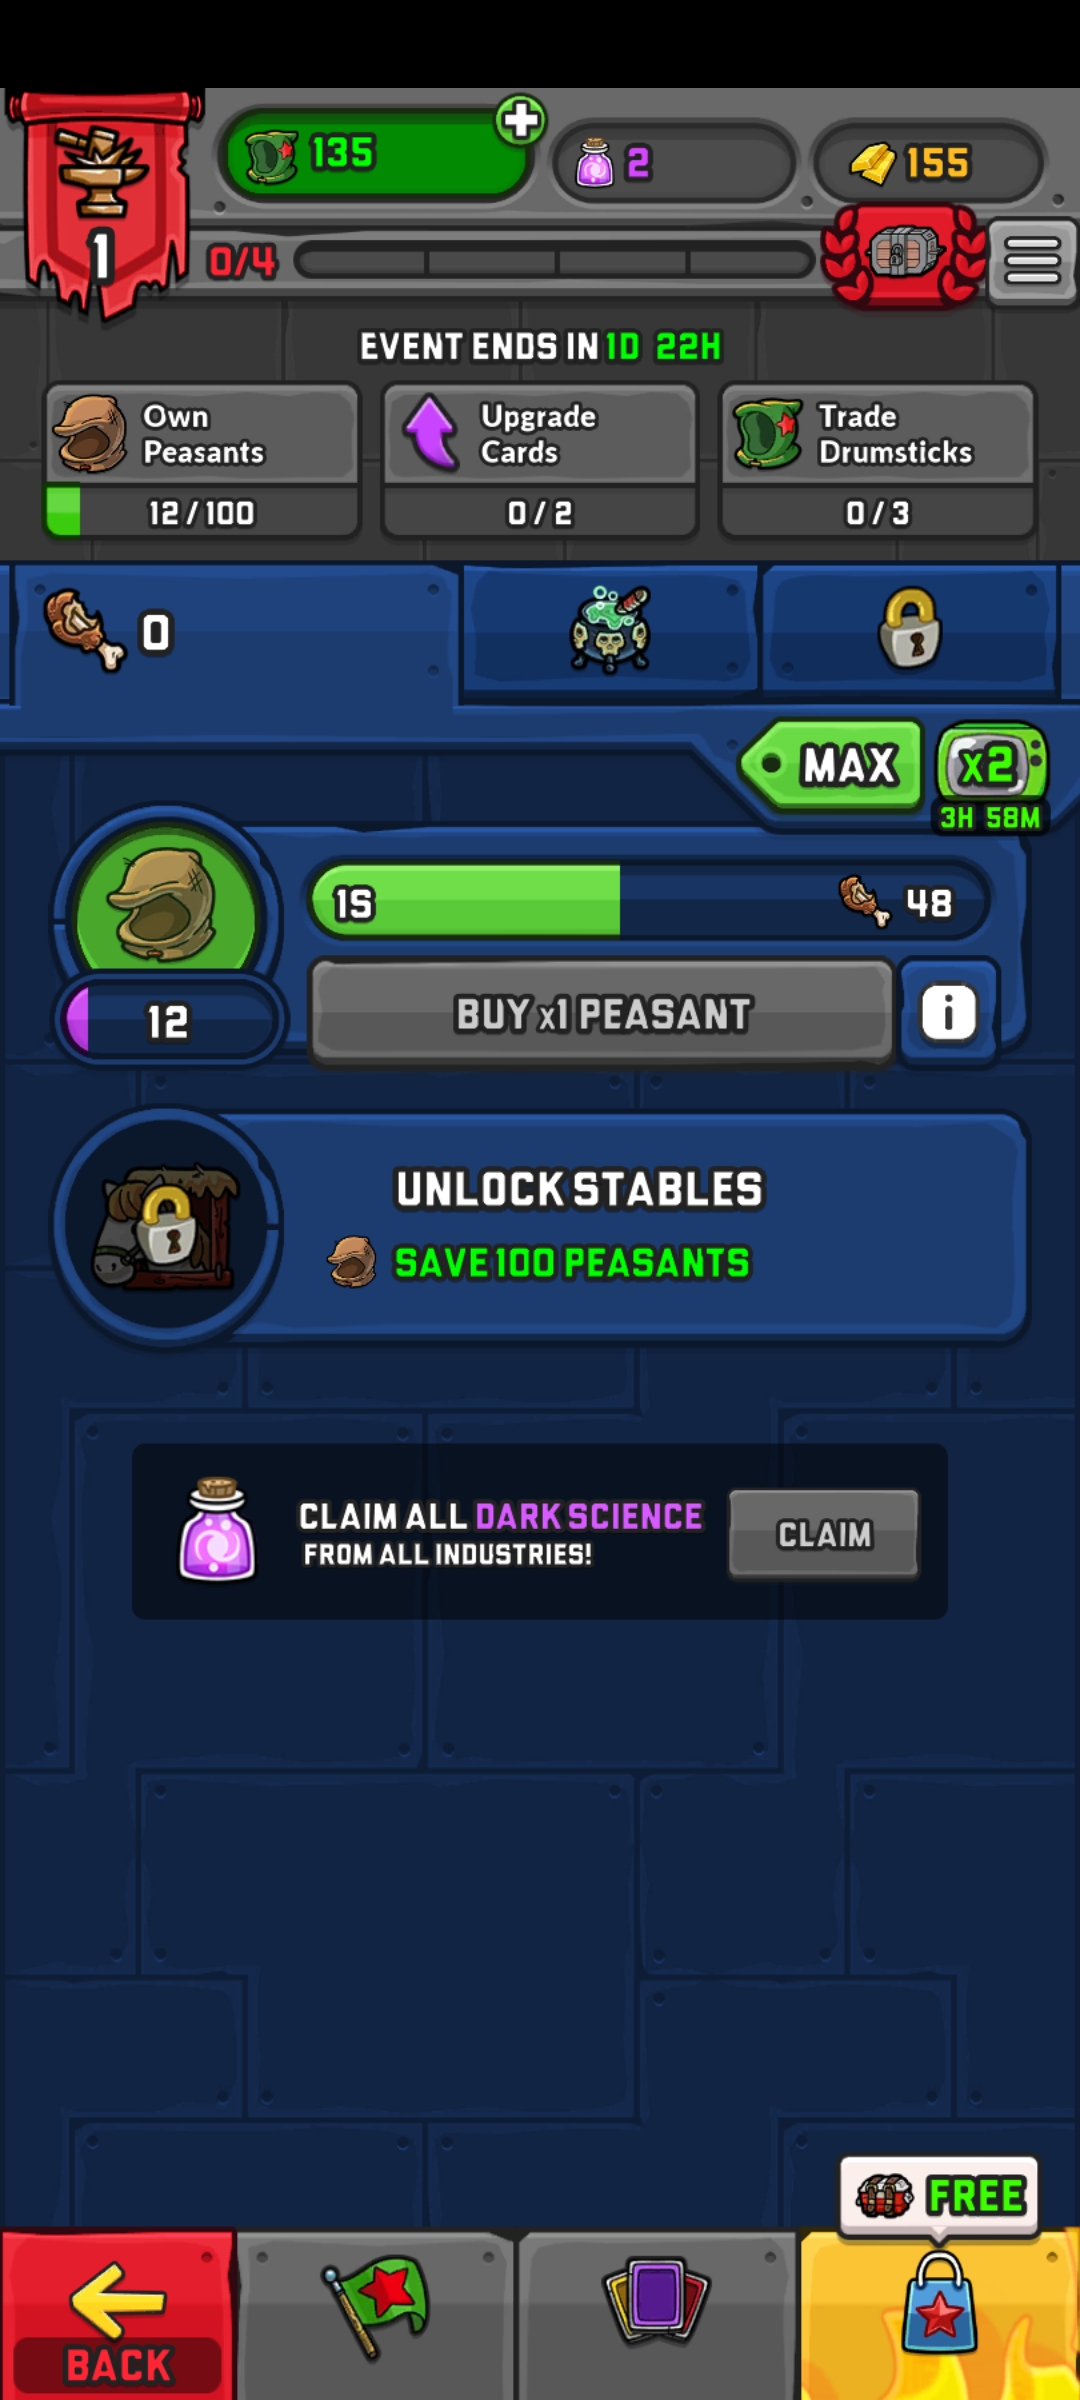 135
2
155
1
0/4
EVENT ENDS IN 1D 22H
Own
Peasants
12/100
Upgrade
Cards
0/2
Trade
Drumsticks
0/3
0
MAX
x2
3H 58M
1S
48
12
BUY x1 PEASANT
i
UNLOCK STABLES
SAVE 100 PEASANTS
CLAIM ALL DARK SCIENCE
FROM ALL INDUSTRIES!
CLAIM
FREE
BACK